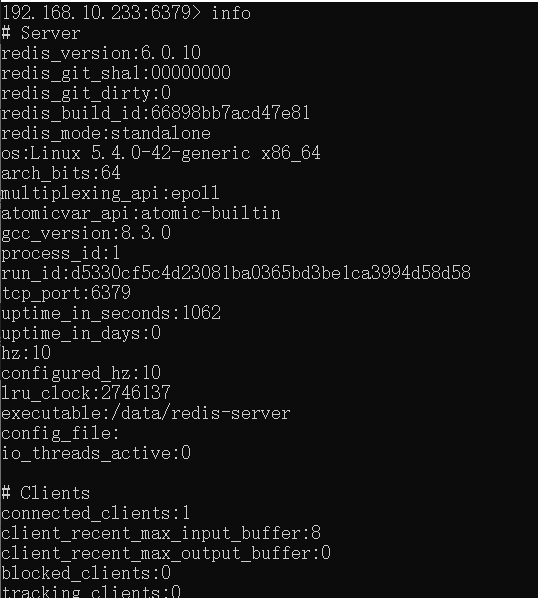 192.168.10.233:6379> info
# Server
redis_version:6.0.10
redis_git_sha1:00000000
redis_git_dirty:0
redis_build_id:66898bb7acd47e81
redis_mode:standalone
os:Linux 5.4.0-42-generic x86_64
arch_bits:64
multiplexing_api:epoll
atomicvar_api:atomic-builtin
gcc_version:8.3.0
process_id:1
run_id:d5330cf5c4d23081ba0365bd3be1ca3994d58d58
tcp_port:6379
uptime_in_seconds:1062
uptime_in_days:0
hz:10
configured_hz:10
lru_clock:2746137
executable:/data/redis-server
config_file:
io_threads_active:0
# Clients
connected_clients:1
client_recent_max_input_buffer:8
client_recent_max_output_buffer:0
blocked_clients:0
tracking_clients:0